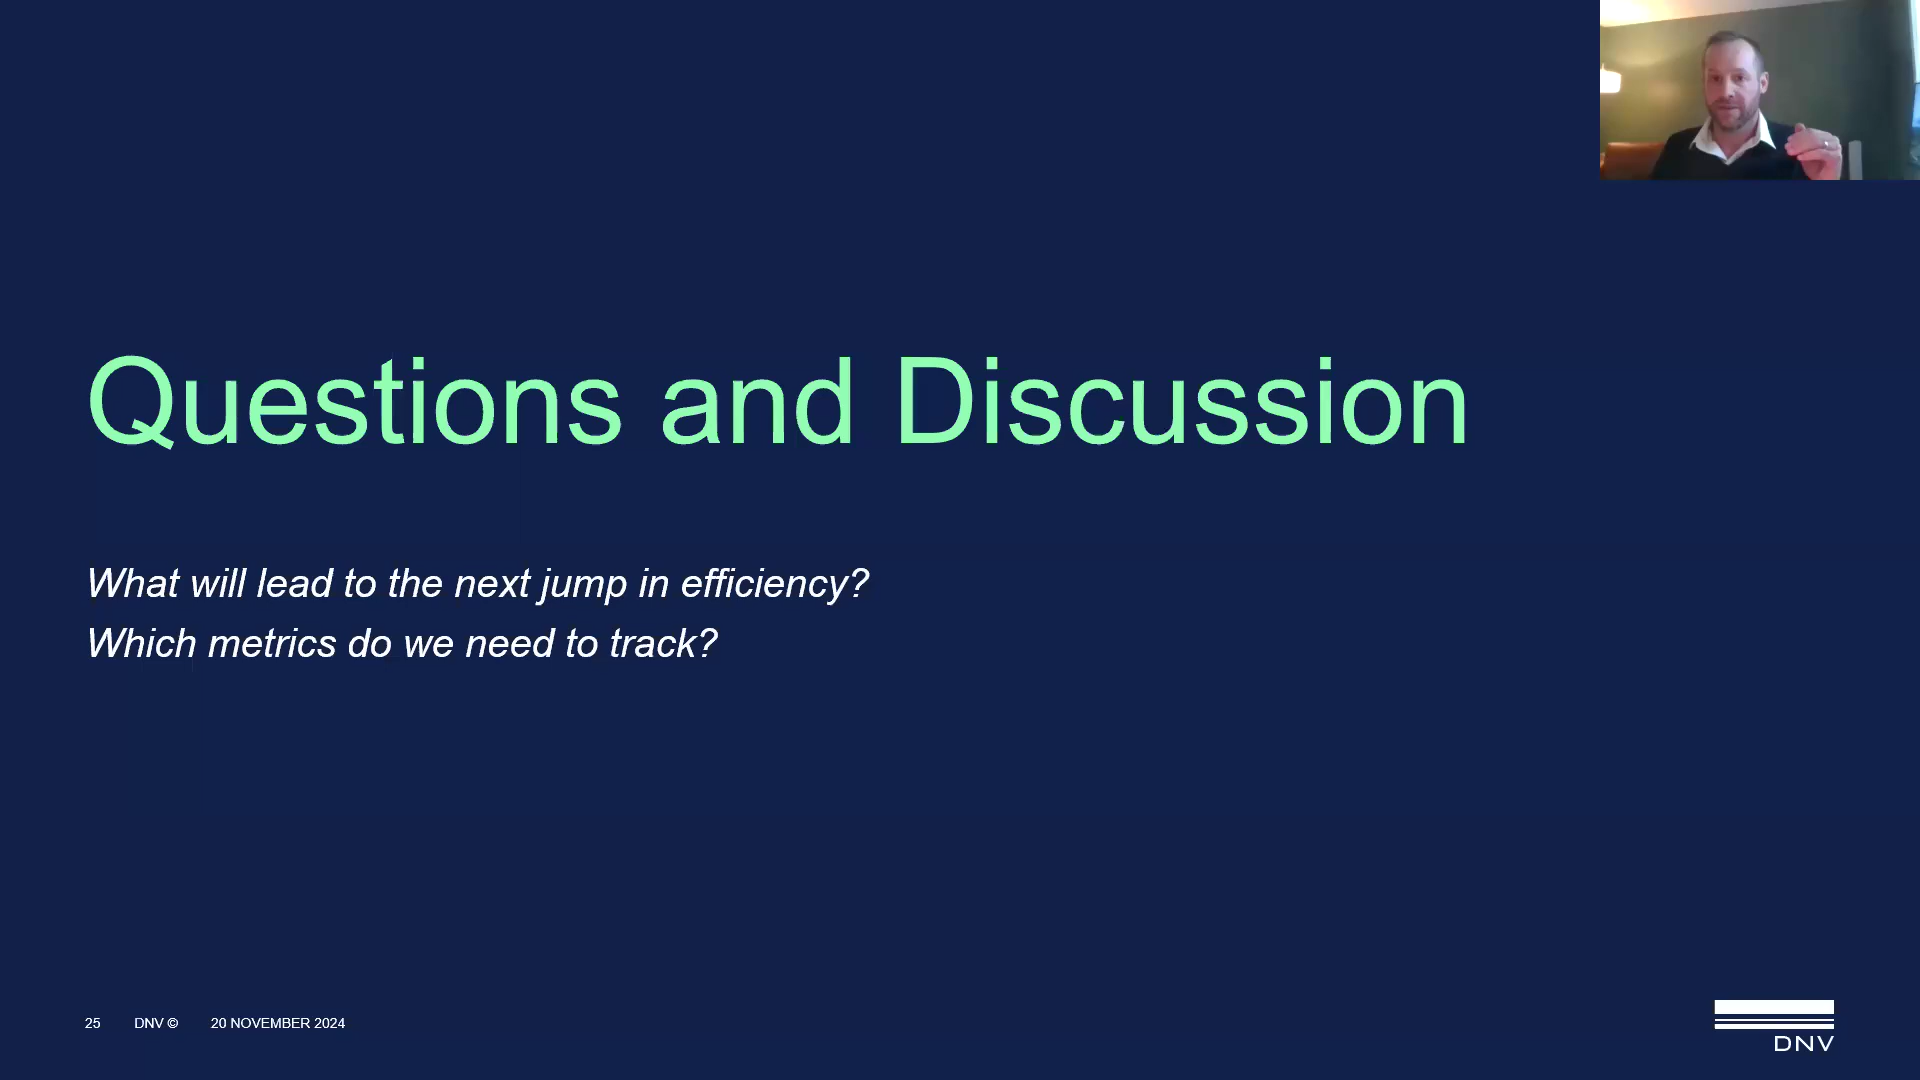 Questions and Discussion
What will lead to the next jump in efficiency?
Which metrics do we need to track?
25 DNV © 20 NOVEMBER 2024
DNV